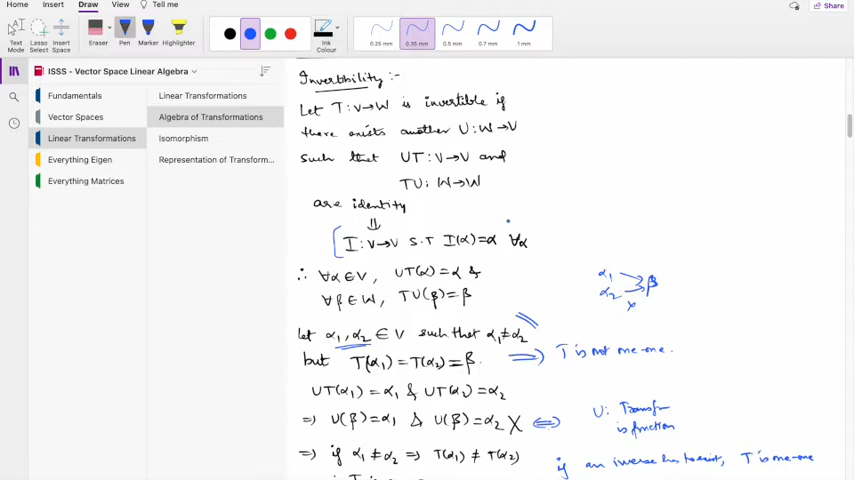 Home Insert Draw View Tell me
Share
Text Mode
Lasso Select
Insert Space
Eraser
Pen
Marker
Highlighter
Ink Colour
0.25 mm
0.35 mm
0.5 mm
0.7 mm
1 mm
ISSS - Vector Space Linear Algebra
Fundamentals
Vector Spaces
Linear Transformations
Everything Eigen
Everything Matrices
Linear Transformations
Algebra of Transformations
Isomorphism
Representation of Transform...
Invertibility :-
Let T: V→W is invertible if
there exists another U: W→V
such that UT: V→V and
TU: W→W
are identity
⇓
[ I: V→V S.T I(α)=α ∀α
∴ ∀α∈V, UT(α)=α &
∀β∈W, TU(β)=β
α₁
α₂ β
x
let α₁, α₂ ∈ V such that α₁≠α₂
but T(α₁)=T(α₂)=β. ⇒ T is not one-one.
UT(α₁)=α₁ & UT(α₂)=α₂
⇒ U(β)=α₁ & U(β)=α₂ X ⇔ U: Transfm
is function
⇒ if α₁≠α₂ ⇒ T(α₁)≠T(α₂)
if an inverse has to exist, T is one-one